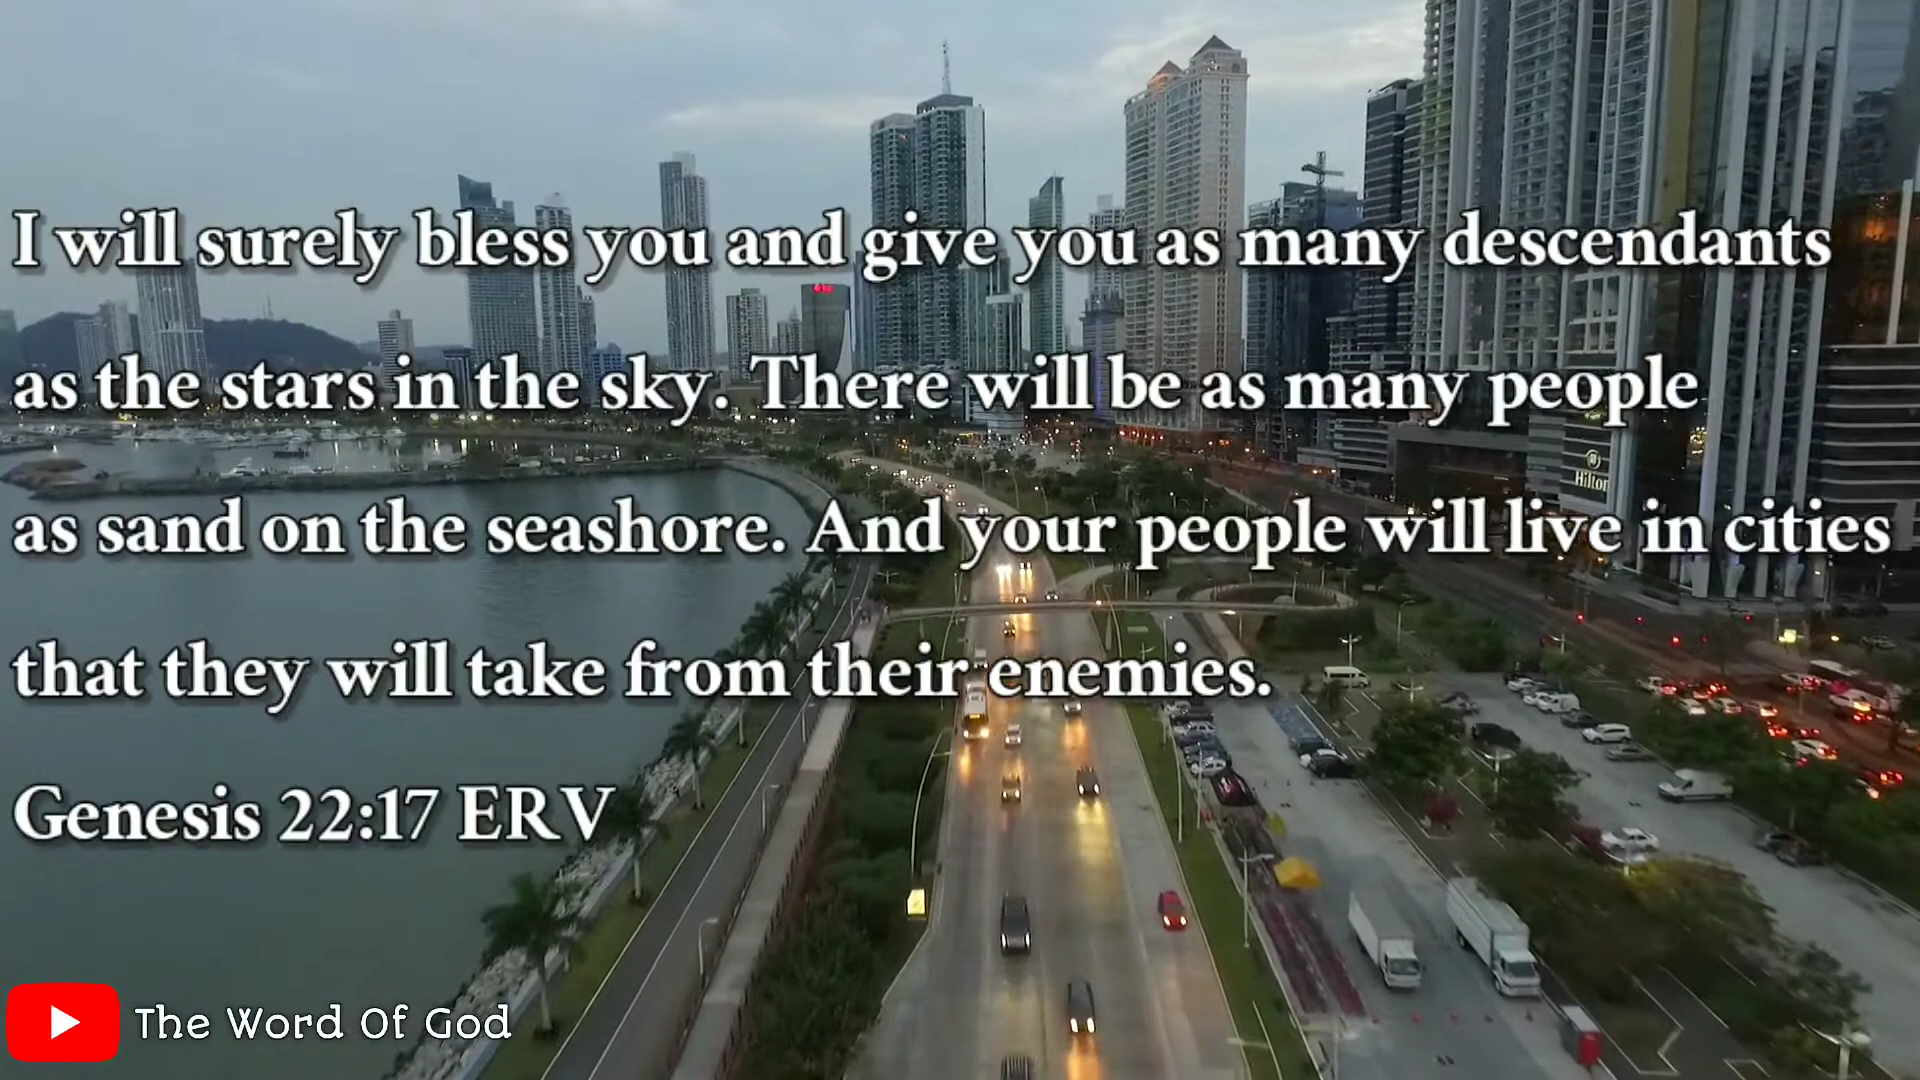 I will surely bless you and give you as many descendants
as the stars in the sky. There will be as many people
as sand on the seashore. And your people will live in cities
that they will take from their enemies.
Genesis 22:17 ERV
The Word Of God
Hilton